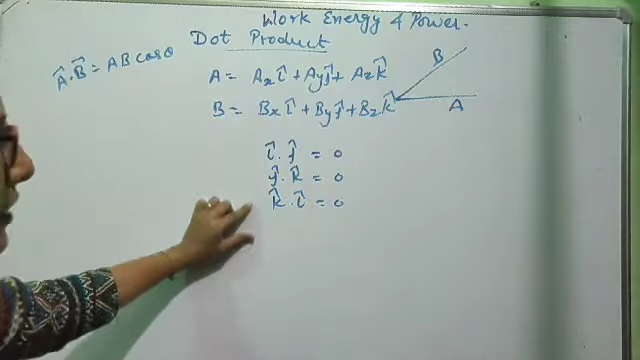 Work Energy & Power.
Dot Product
Â.B⃗ = AB cosθ
A = Axî + Ayĵ + Azk̂
B = Bxî + Byĵ + Bzk̂
B
A
î.ĵ = 0
ĵ.k̂ = 0
k̂.î = 0